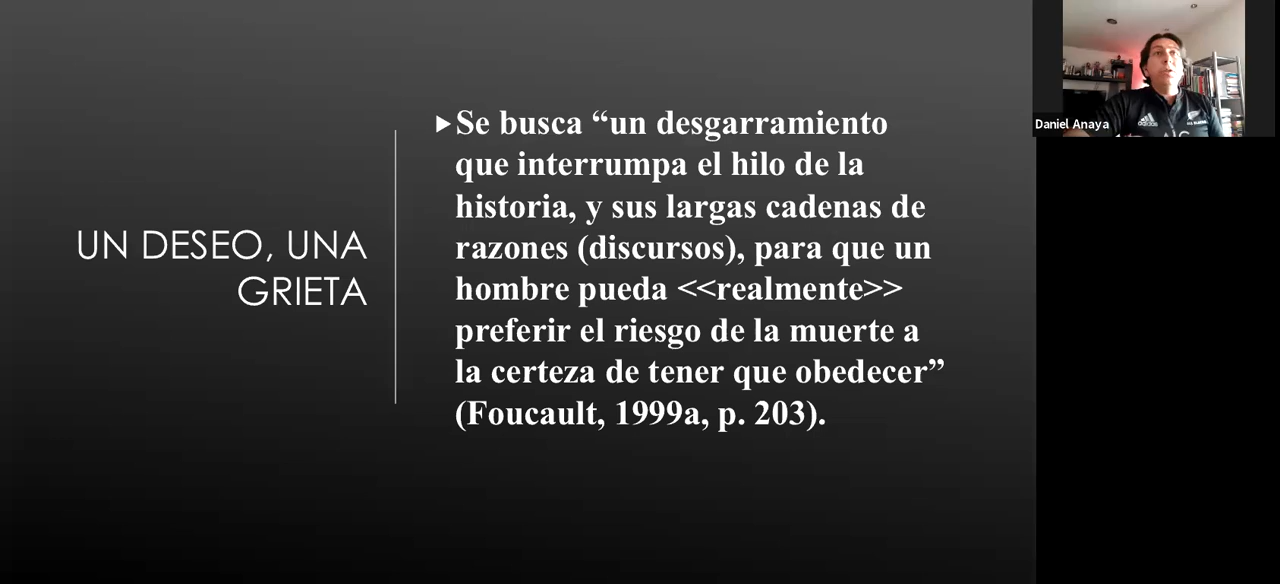 UN DESEO, UNA
GRIETA
Se busca “un desgarramiento
que interrumpa el hilo de la
historia, y sus largas cadenas de
razones (discursos), para que un
hombre pueda <<realmente>>
preferir el riesgo de la muerte a
la certeza de tener que obedecer”
(Foucault, 1999a, p. 203).
Daniel Anaya
adidas